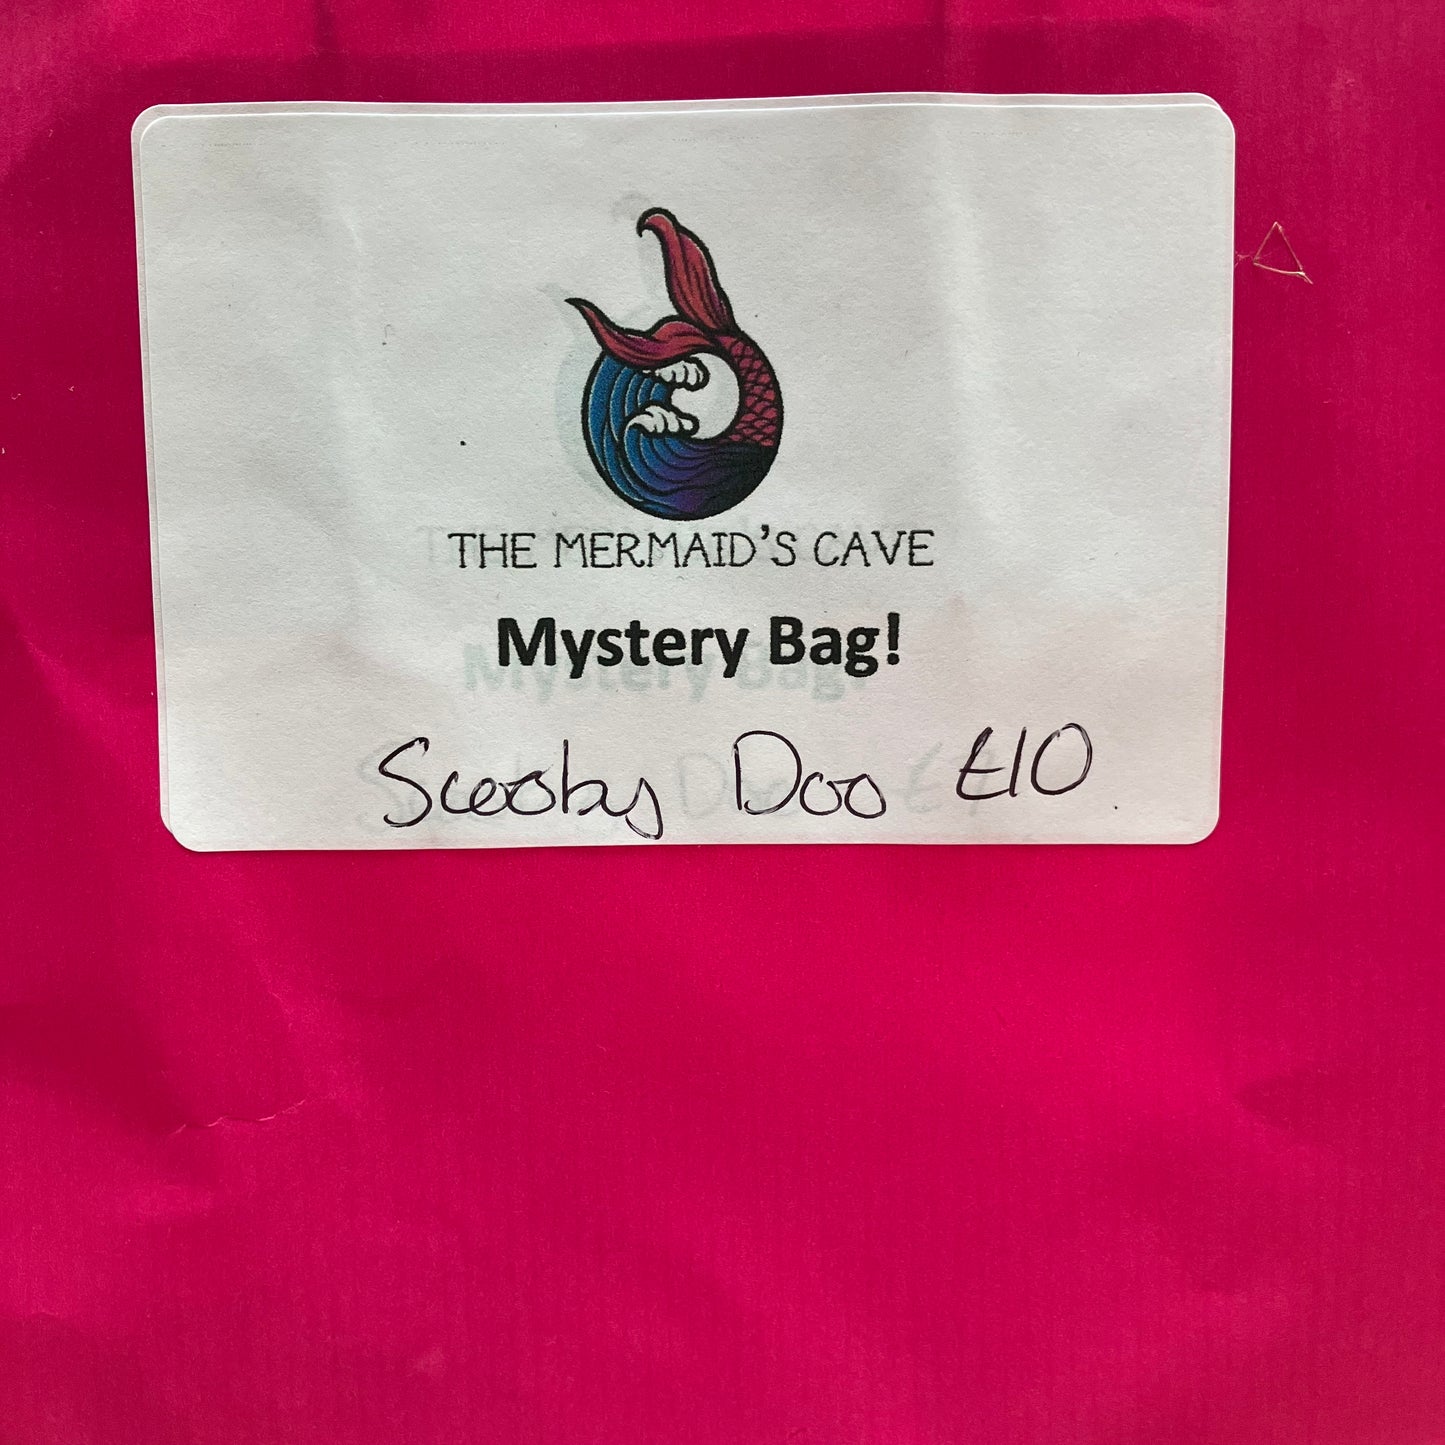 THE MERMAID'S CAVE
Mystery Bag!
Scooby Doo £10